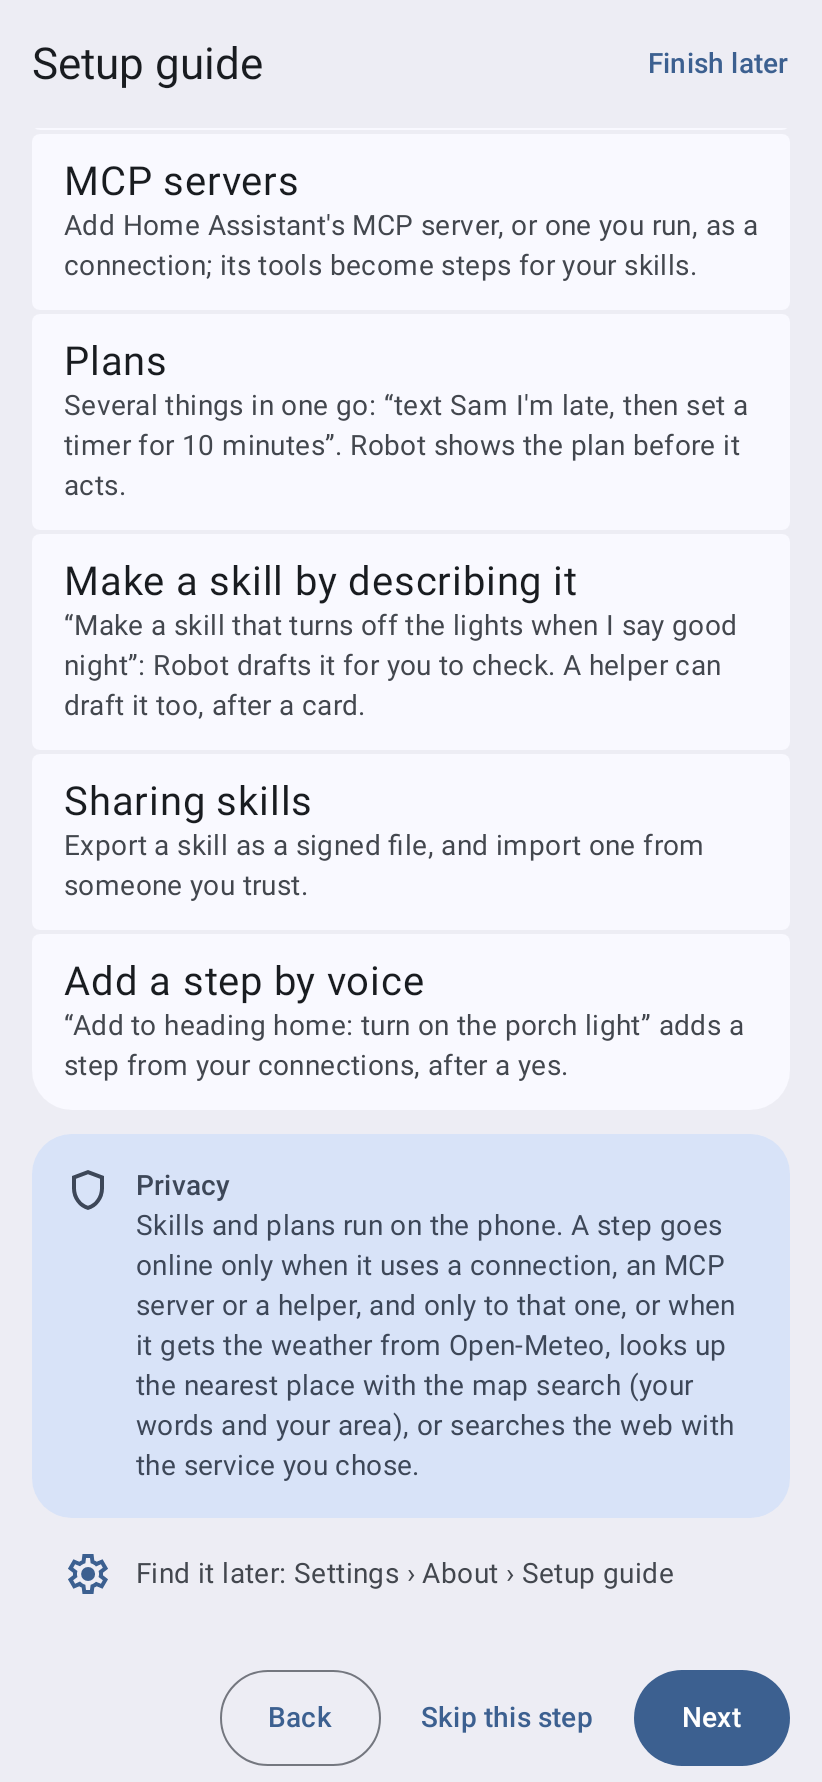 Setup guide
Finish later
MCP servers
Add Home Assistant's MCP server, or one you run, as a
connection; its tools become steps for your skills.
Plans
Several things in one go: “text Sam I'm late, then set a
timer for 10 minutes”. Robot shows the plan before it
acts.
Make a skill by describing it
“Make a skill that turns off the lights when I say good
night”: Robot drafts it for you to check. A helper can
draft it too, after a card.
Sharing skills
Export a skill as a signed file, and import one from
someone you trust.
Add a step by voice
“Add to heading home: turn on the porch light” adds a
step from your connections, after a yes.
Privacy
Skills and plans run on the phone. A step goes
online only when it uses a connection, an MCP
server or a helper, and only to that one, or when
it gets the weather from Open-Meteo, looks up
the nearest place with the map search (your
words and your area), or searches the web with
the service you chose.
Find it later: Settings › About › Setup guide
Back
Skip this step
Next